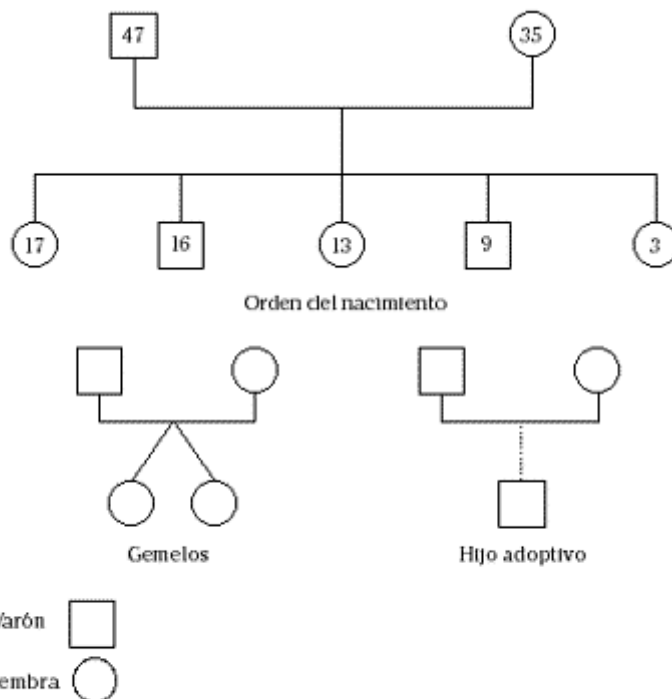 47 35
17 16 13 9 3
Orden del nacimiento
Gemelos Hijo adoptivo
Varón
embra